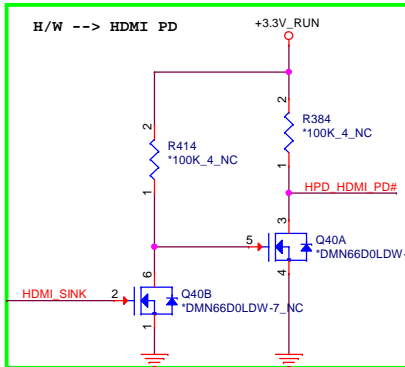 H/W --> HDMI PD
+3.3V_RUN
2
R384
*100K_4_NC
1
2
R414
*100K_4_NC
1
HPD_HDMI_PD#
3
5
Q40A
*DMN66D0LDW-
4
6
HDMI_SINK
2
Q40B
*DMN66D0LDW-7_NC
1